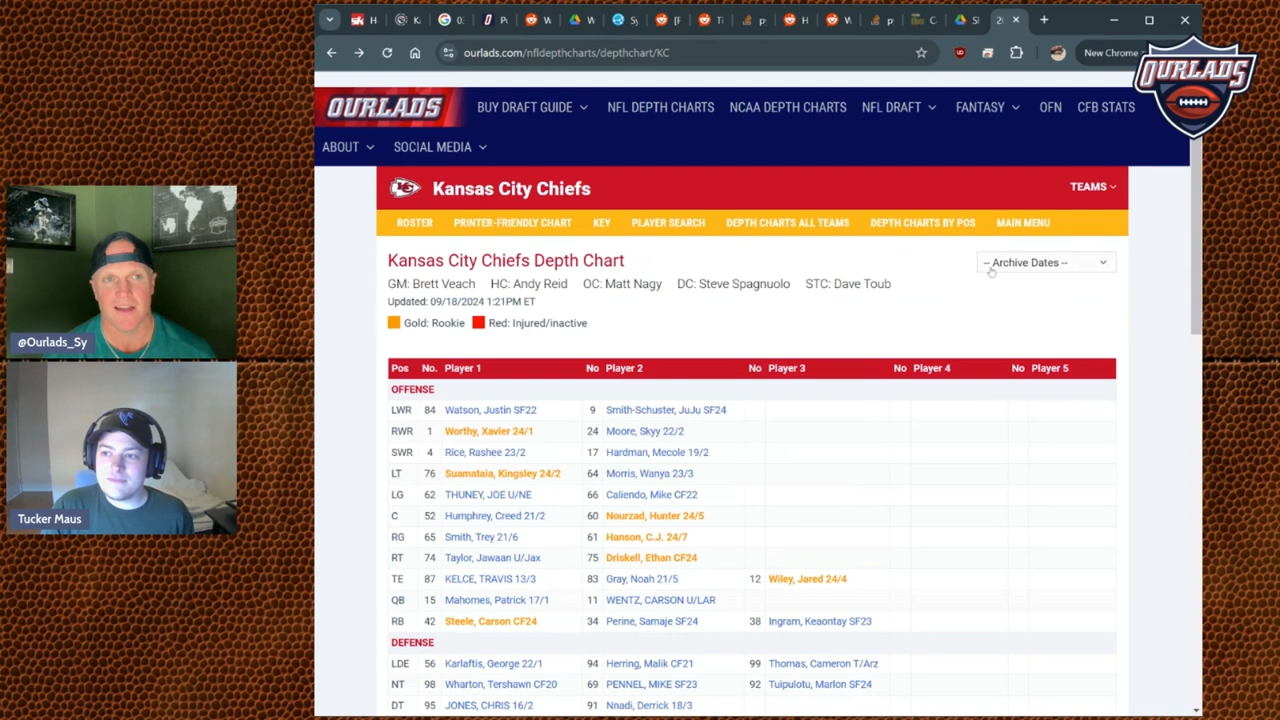 New Chrome
ourlads.com/nfldepthcharts/depthchart/KC
OURLADS
OURLADS
BUY DRAFT GUIDE NFL DEPTH CHARTS NCAA DEPTH CHARTS NFL DRAFT FANTASY OFN CFB STATS
ABOUT SOCIAL MEDIA
Kansas City Chiefs
TEAMS
ROSTER PRINTER-FRIENDLY CHART KEY PLAYER SEARCH DEPTH CHARTS ALL TEAMS DEPTH CHARTS BY POS MAIN MENU
Kansas City Chiefs Depth Chart
-- Archive Dates --
GM: Brett Veach HC: Andy Reid OC: Matt Nagy DC: Steve Spagnuolo STC: Dave Toub
Updated: 09/18/2024 1:21PM ET
Gold: Rookie Red: Injured/inactive
Pos No. Player 1 No Player 2 No Player 3 No Player 4 No Player 5
OFFENSE
LWR 84 Watson, Justin SF22 9 Smith-Schuster, JuJu SF24
RWR 1 Worthy, Xavier 24/1 24 Moore, Skyy 22/2
SWR 4 Rice, Rashee 23/2 17 Hardman, Mecole 19/2
LT 76 Suamataia, Kingsley 24/2 64 Morris, Wanya 23/3
LG 62 THUNEY, JOE U/NE 66 Caliendo, Mike CF22
C 52 Humphrey, Creed 21/2 60 Nourzad, Hunter 24/5
RG 65 Smith, Trey 21/6 61 Hanson, C.J. 24/7
RT 74 Taylor, Jawaan U/Jax 75 Driskell, Ethan CF24
TE 87 KELCE, TRAVIS 13/3 83 Gray, Noah 21/5 12 Wiley, Jared 24/4
QB 15 Mahomes, Patrick 17/1 11 WENTZ, CARSON U/LAR
RB 42 Steele, Carson CF24 34 Perine, Samaje SF24 38 Ingram, Keaontay SF23
DEFENSE
LDE 56 Karlaftis, George 22/1 94 Herring, Malik CF21 99 Thomas, Cameron T/Arz
NT 98 Wharton, Tershawn CF20 69 PENNEL, MIKE SF23 92 Tuipulotu, Marlon SF24
DT 95 JONES, CHRIS 16/2 91 Nnadi, Derrick 18/3
@Ourlads_Sy
Tucker Maus